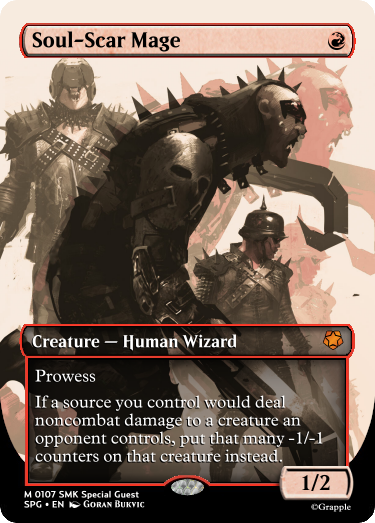 Soul-Scar Mage
Creature — Human Wizard
Prowess
If a source you control would deal
noncombat damage to a creature an
opponent controls, put that many -1/-1
counters on that creature instead.
1/2
M 0107 SMK Special Guest
SPG • EN Goran Bukvic
©Grapple